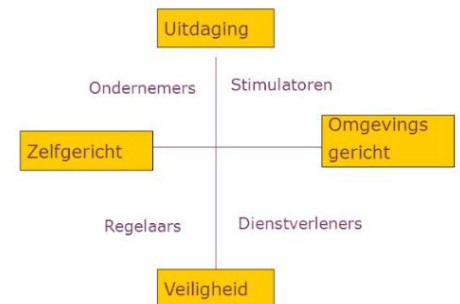 Uitdaging
Ondernemers
Stimulatoren
Zelfgericht
Omgevings
gericht
Regelaars
Dienstverleners
Veiligheid